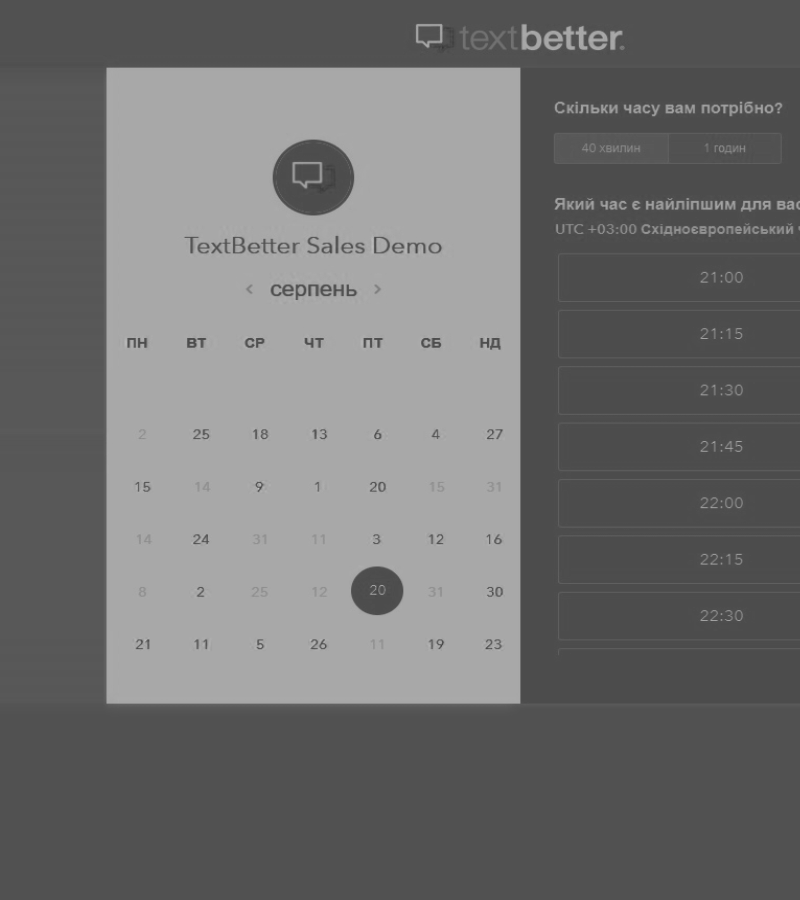 textbetter.
TextBetter Sales Demo
‹ серпень ›
ПН ВТ СР ЧТ ПТ СБ НД
2 25 18 13 6 4 27
15 14 9 1 20 15 31
14 24 31 11 3 12 16
8 2 25 12 20 31 30
21 11 5 26 11 19 23
Скільки часу вам потрібно?
40 хвилин 1 годин
Який час є найліпшим для вас
UTC +03:00 Східноєвропейський
21:00
21:15
21:30
21:45
22:00
22:15
22:30